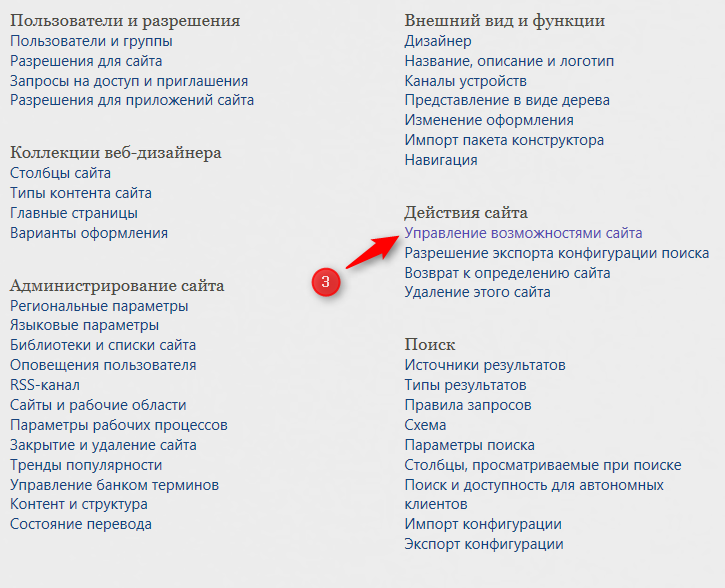 Пользователи и разрешения
Пользователи и группы
Разрешения для сайта
Запросы на доступ и приглашения
Разрешения для приложений сайта
Коллекции веб-дизайнера
Столбцы сайта
Типы контента сайта
Главные страницы
Варианты оформления
Администрирование сайта
Региональные параметры
Языковые параметры
Библиотеки и списки сайта
Оповещения пользователя
RSS-канал
Сайты и рабочие области
Параметры рабочих процессов
Закрытие и удаление сайта
Тренды популярности
Управление банком терминов
Контент и структура
Состояние перевода
Внешний вид и функции
Дизайнер
Название, описание и логотип
Каналы устройств
Представление в виде дерева
Изменение оформления
Импорт пакета конструктора
Навигация
Действия сайта
3
Управление возможностями сайта
Разрешение экспорта конфигурации поиска
Возврат к определению сайта
Удаление этого сайта
Поиск
Источники результатов
Типы результатов
Правила запросов
Схема
Параметры поиска
Столбцы, просматриваемые при поиске
Поиск и доступность для автономных
клиентов
Импорт конфигурации
Экспорт конфигурации